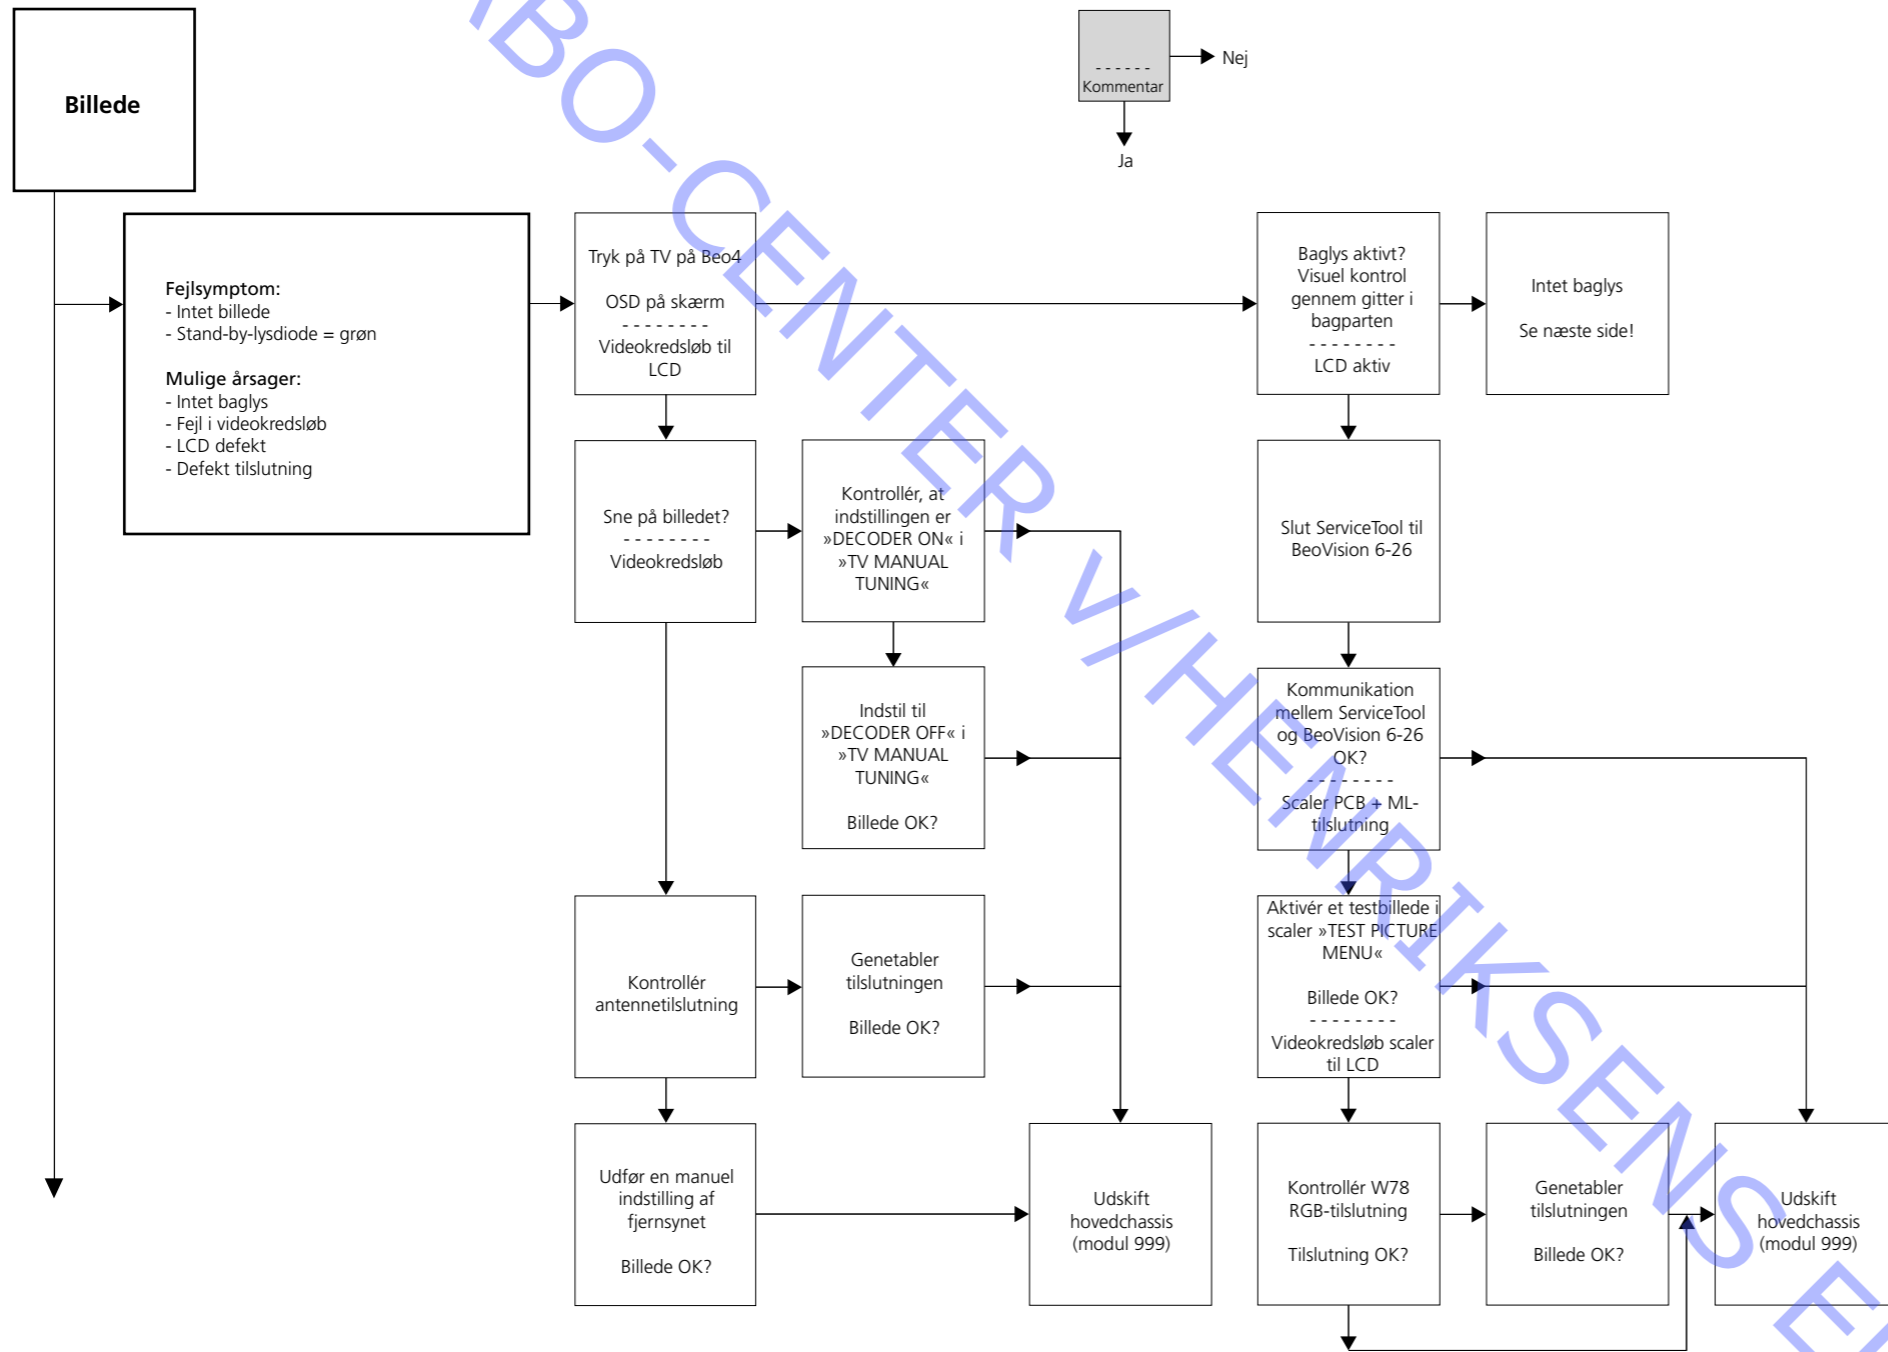 Billede
- - - - - -
Kommentar
Nej
Ja
Fejlsymptom:
- Intet billede
- Stand-by-lysdiode = grøn
Mulige årsager:
- Intet baglys
- Fejl i videokredsløb
- LCD defekt
- Defekt tilslutning
Tryk på TV på Beo4
OSD på skærm
- - - - - - - -
Videokredsløb til
LCD
Baglys aktivt?
Visuel kontrol
gennem gitter i
bagparten
- - - - - - - -
LCD aktiv
Intet baglys
Se næste side!
Sne på billedet?
- - - - - - - -
Videokredsløb
Kontrollér, at
indstillingen er
»DECODER ON« i
»TV MANUAL
TUNING«
Slut ServiceTool til
BeoVision 6-26
Indstil til
»DECODER OFF« i
»TV MANUAL
TUNING«
Billede OK?
Kommunikation
mellem ServiceTool
og BeoVision 6-26
OK?
- - - - - - - -
Scaler PCB + ML-
tilslutning
Kontrollér
antennetilslutning
Genetabler
tilslutningen
Billede OK?
Aktivér et testbillede i
scaler »TEST PICTURE
MENU«
Billede OK?
- - - - - - - -
Videokredsløb scaler
til LCD
Udfør en manuel
indstilling af
fjernsynet
Billede OK?
Udskift
hovedchassis
(modul 999)
Kontrollér W78
RGB-tilslutning
Tilslutning OK?
Genetabler
tilslutningen
Billede OK?
Udskift
hovedchassis
(modul 999)
BO-CENTER v/HENRIKSENS